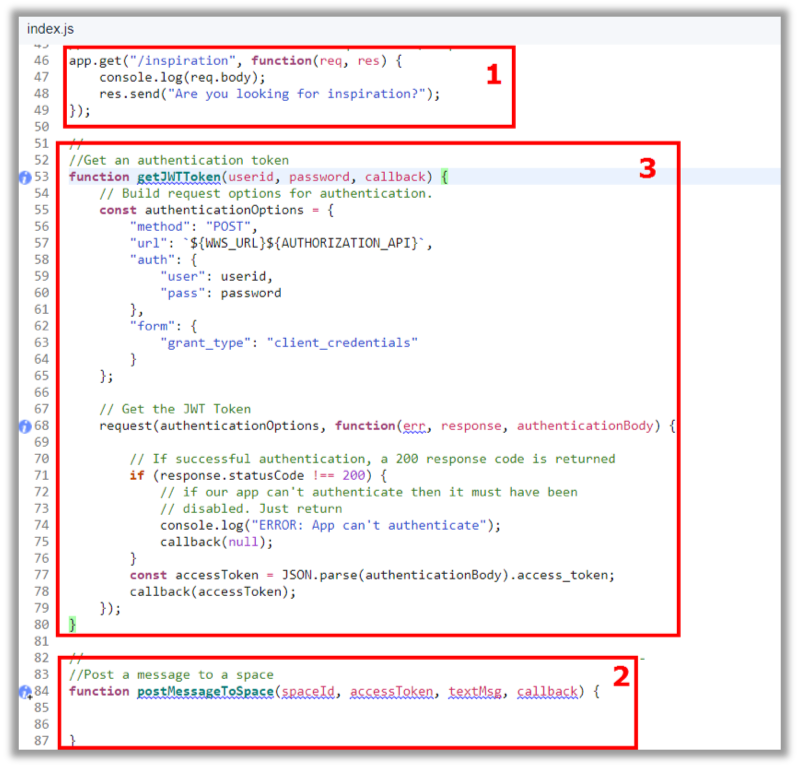 index.js
45
46 app.get("/inspiration", function(req, res) {
47     console.log(req.body);
48     res.send("Are you looking for inspiration?");
49 });
1
50
51 //
52 //Get an authentication token
3
53 function getJWTToken(userid, password, callback) {
54     // Build request options for authentication.
55     const authenticationOptions = {
56         "method": "POST",
57         "url": `${WWS_URL}${AUTHORIZATION_API}`,
58         "auth": {
59             "user": userid,
60             "pass": password
61         },
62         "form": {
63             "grant_type": "client_credentials"
64         }
65     };
66
67     // Get the JWT Token
68     request(authenticationOptions, function(err, response, authenticationBody) {
69
70         // If successful authentication, a 200 response code is returned
71         if (response.statusCode !== 200) {
72             // if our app can't authenticate then it must have been
73             // disabled. Just return
74             console.log("ERROR: App can't authenticate");
75             callback(null);
76         }
77         const accessToken = JSON.parse(authenticationBody).access_token;
78         callback(accessToken);
79     });
80 }
81
82 //
83 //Post a message to a space
2
84 function postMessageToSpace(spaceId, accessToken, textMsg, callback) {
85
86
87 }